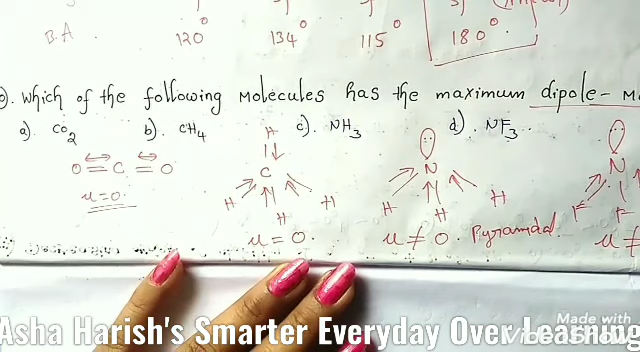 B.A 120° 134° 115° 180°
which of the following molecules has the maximum dipole-
a). CO2 b). CH4 c). NH3 d). NF3
O=C=O
u=0
H
C
H H H
u=0.
N
H H H
u≠0. Pyramidal
N
F F
u≠
Made with
VideoShow
Asha Harish's Smarter Everyday Over Learning